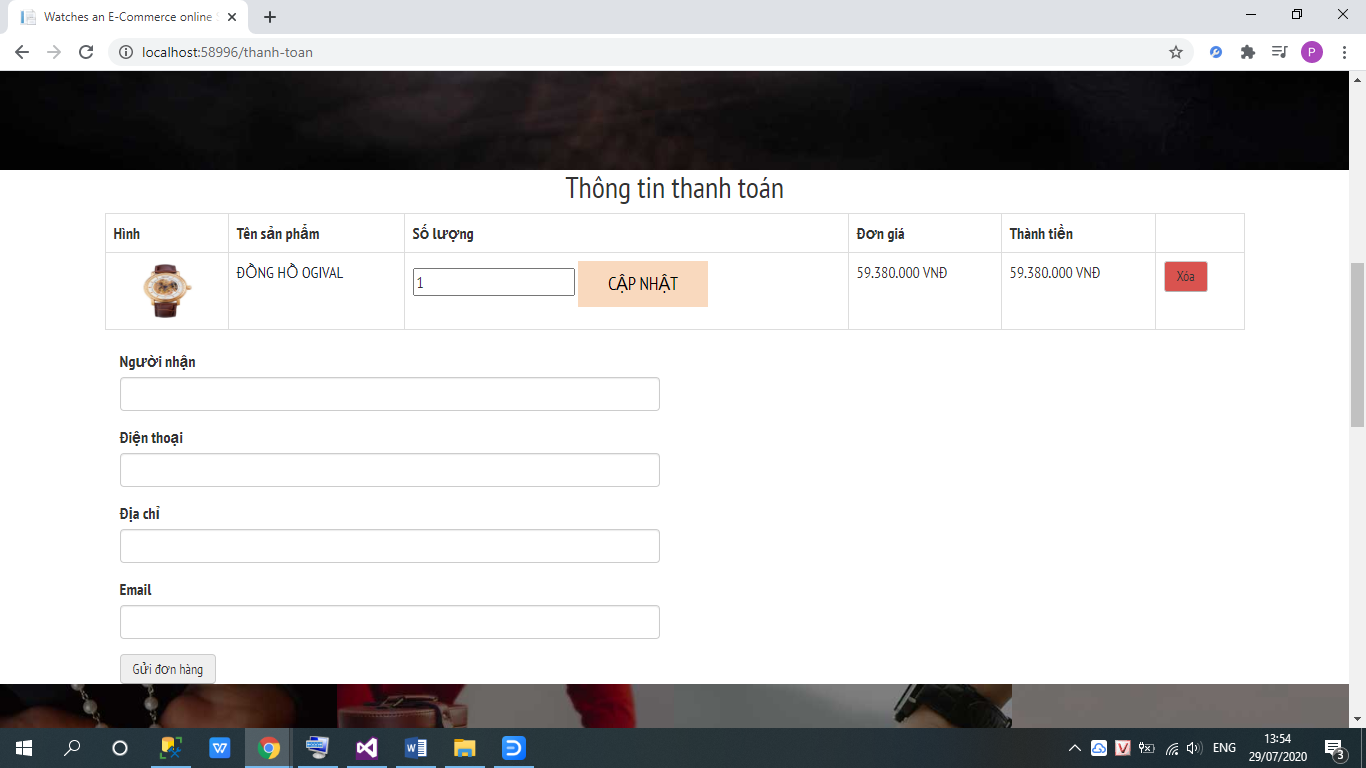 Watches an E-Commerce online
localhost:58996/thanh-toan
P
Thông tin thanh toán
Hình Tên sản phẩm Số lượng Đơn giá Thành tiền
ĐỒNG HỒ OGIVAL 1 CẬP NHẬT 59.380.000 VNĐ 59.380.000 VNĐ Xóa
Người nhận
Điện thoại
Địa chỉ
Email
Gửi đơn hàng
ENG
13:54
29/07/2020
3